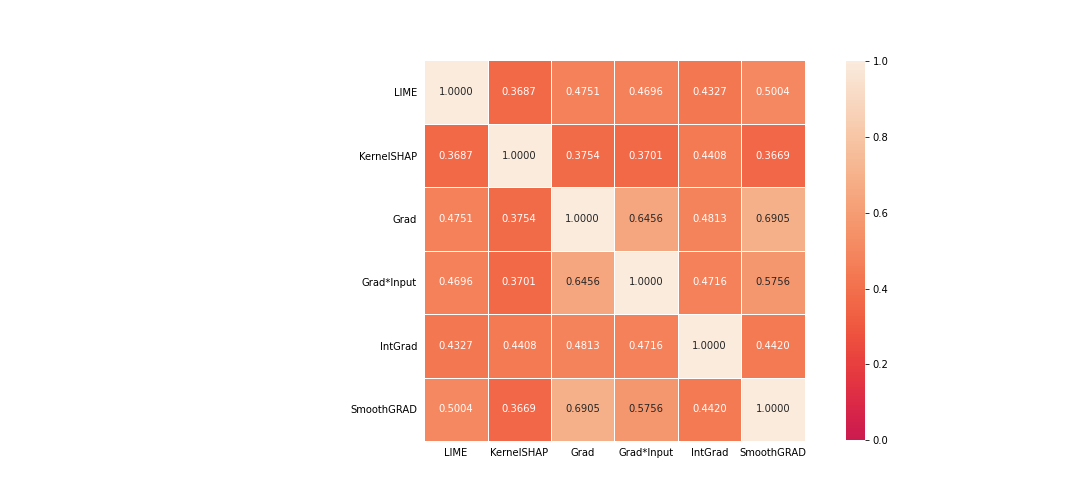 1.0
LIME 1.0000 0.3687 0.4751 0.4696 0.4327 0.5004
0.8
KernelSHAP 0.3687 1.0000 0.3754 0.3701 0.4408 0.3669
Grad 0.4751 0.3754 1.0000 0.6456 0.4813 0.6905
0.6
Grad*Input 0.4696 0.3701 0.6456 1.0000 0.4716 0.5756
0.4
IntGrad 0.4327 0.4408 0.4813 0.4716 1.0000 0.4420
0.2
SmoothGRAD 0.5004 0.3669 0.6905 0.5756 0.4420 1.0000
0.0
LIME KernelSHAP Grad Grad*Input IntGrad SmoothGRAD